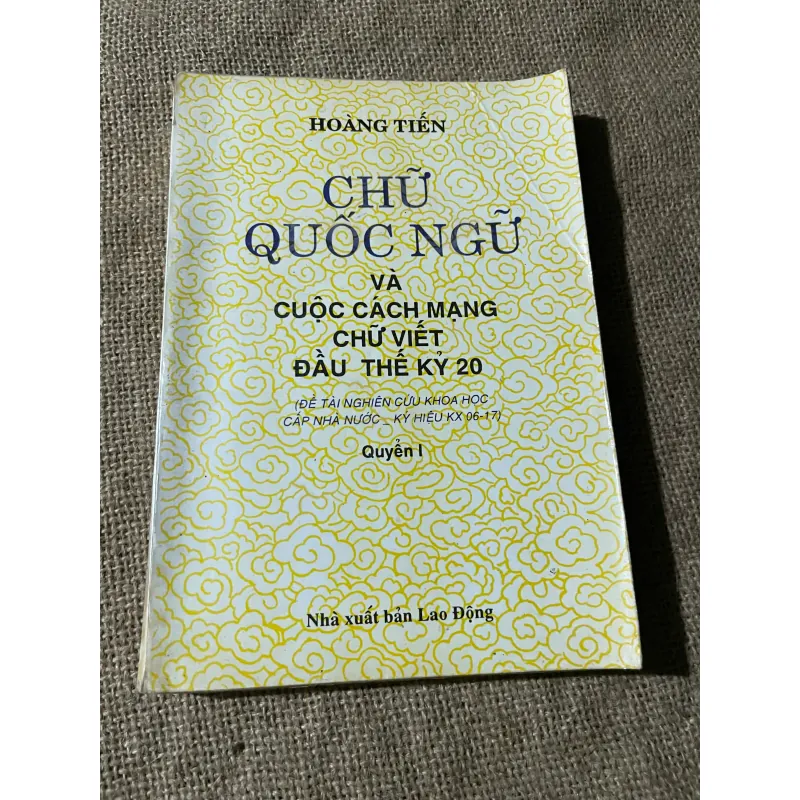 HOÀNG TIẾN
CHỮ
QUỐC NGỮ
VÀ
CUỘC CÁCH MẠNG
CHỮ VIẾT
ĐẦU THẾ KỶ 20
(ĐỀ TÀI NGHIÊN CỨU KHOA HỌC
CẤP NHÀ NƯỚC _ KÝ HIỆU KX 06-17)
Quyển I
Nhà xuất bản Lao Động